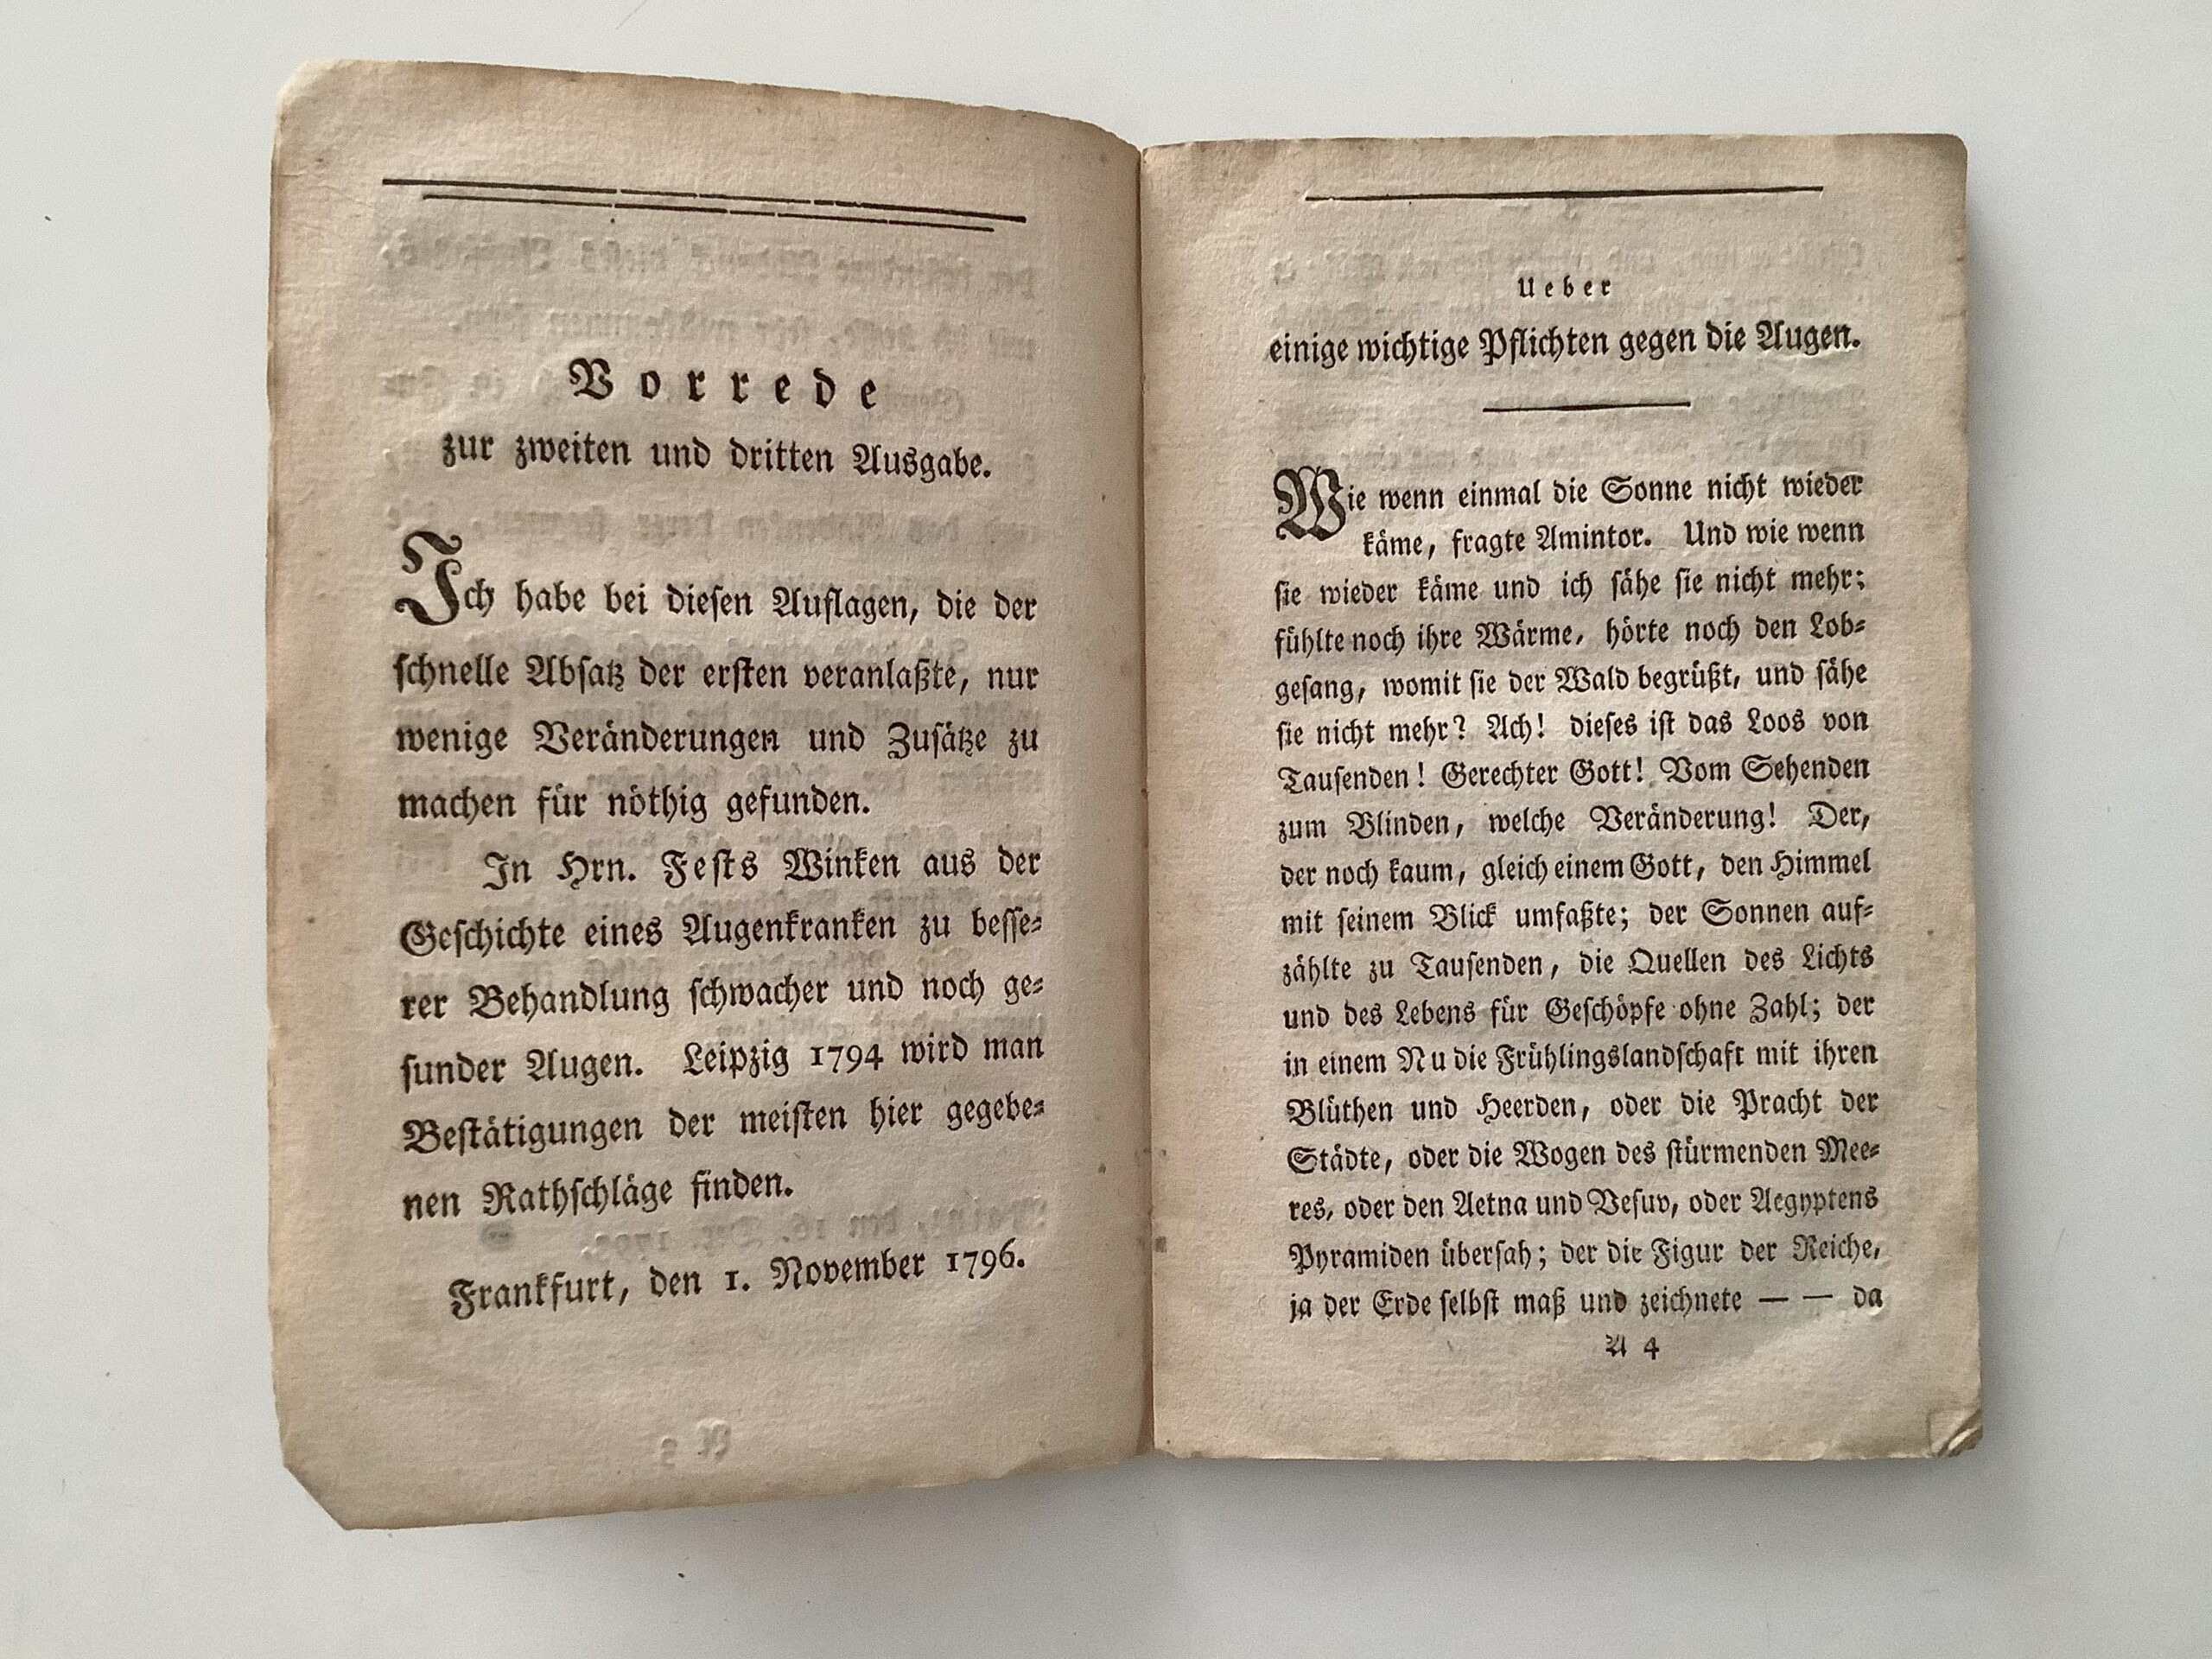 Vorrede
zur zweiten und dritten Ausgabe.
Ich habe bei dieſen Auflagen, die der
ſchnelle Abſatz der erſten veranlaßte, nur
wenige Veränderungen und Zuſätze zu
machen für nöthig gefunden.
In Hrn. Feſts Winken aus der
Geſchichte eines Augenkranken zu beſſe⸗
rer Behandlung ſchwacher und noch ge⸗
ſunder Augen. Leipzig 1794 wird man
Beſtätigungen der meiſten hier gegebe⸗
nen Rathſchläge finden.
Frankfurt, den 1. November 1796.
Ueber
einige wichtige Pflichten gegen die Augen.
Wie wenn einmal die Sonne nicht wieder
käme, fragte Amintor. Und wie wenn
ſie wieder käme und ich ſähe ſie nicht mehr;
fühlte noch ihre Wärme, hörte noch den Lob⸗
geſang, womit ſie der Wald begrüßt, und ſähe
ſie nicht mehr? Ach! dieſes iſt das Loos von
Tauſenden! Gerechter Gott! Vom Sehenden
zum Blinden, welche Veränderung! Der,
der noch kaum, gleich einem Gott, den Himmel
mit ſeinem Blick umfaßte; der Sonnen auf⸗
zählte zu Tauſenden, die Quellen des Lichts
und des Lebens für Geſchöpfe ohne Zahl; der
in einem Nu die Frühlingslandſchaft mit ihren
Blüthen und Heerden, oder die Pracht der
Städte, oder die Wogen des ſtürmenden Mee⸗
res, oder den Aetna und Veſuv, oder Aegyptens
Pyramiden überſah; der die Figur der Reiche,
ja der Erde ſelbſt maß und zeichnete — — da
A 4